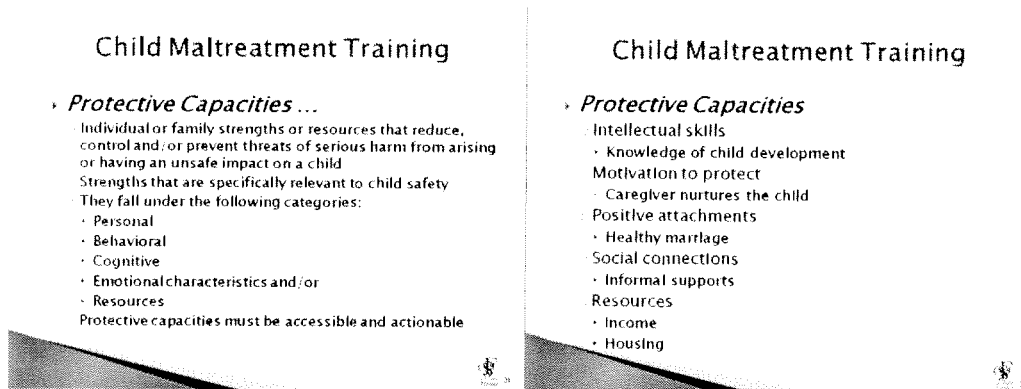 Child Maltreatment Training
Protective Capacities ...
Individual or family strengths or resources that reduce,
control and/or prevent threats of serious harm from arising
or having an unsafe impact on a child
Strengths that are specifically relevant to child safety
They fall under the following categories:
• Personal
• Behavioral
• Cognitive
• Emotional characteristics and/or
• Resources
Protective capacities must be accessible and actionable
Child Maltreatment Training
Protective Capacities
Intellectual skills
• Knowledge of child development
Motivation to protect
• Caregiver nurtures the child
Positive attachments
• Healthy marriage
Social connections
• Informal supports
Resources
• Income
• Housing